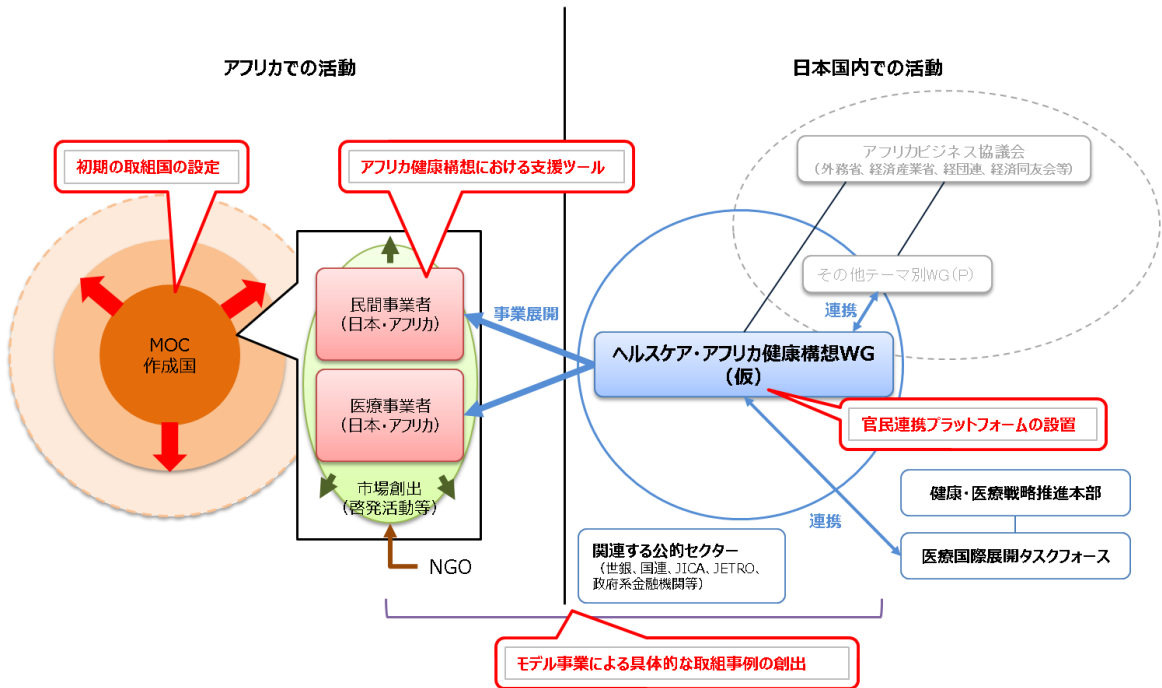 アフリカでの活動
日本国内での活動
初期の取組国の設定
アフリカ健康構想における支援ツール
アフリカビジネス協議会
（外務省、経済産業省、経団連、経済同友会等）
その他テーマ別WG（P）
連携
民間事業者
（日本・アフリカ）
事業展開
MOC
作成国
ヘルスケア・アフリカ健康構想WG
（仮）
医療事業者
（日本・アフリカ）
官民連携プラットフォームの設置
市場創出
（啓発活動等）
健康・医療戦略推進本部
連携
関連する公的セクター
（世銀、国連、JICA、JETRO、
政府系金融機関等）
医療国際展開タスクフォース
NGO
モデル事業による具体的な取組事例の創出